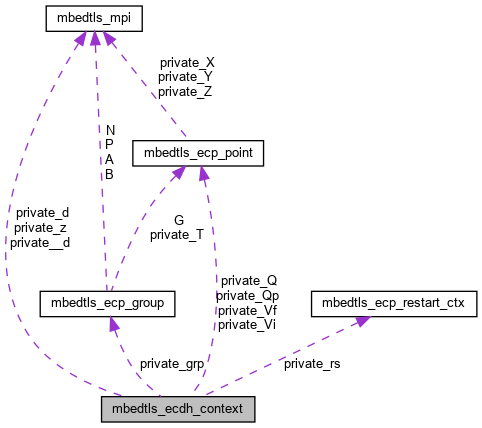 mbedtls_mpi
private_X
private_Y
private_Z
N
P
A
B
mbedtls_ecp_point
private_d
private_z
private__d
G
private_T
private_Q
private_Qp
private_Vf
private_Vi
mbedtls_ecp_group
mbedtls_ecp_restart_ctx
private_grp
private_rs
mbedtls_ecdh_context